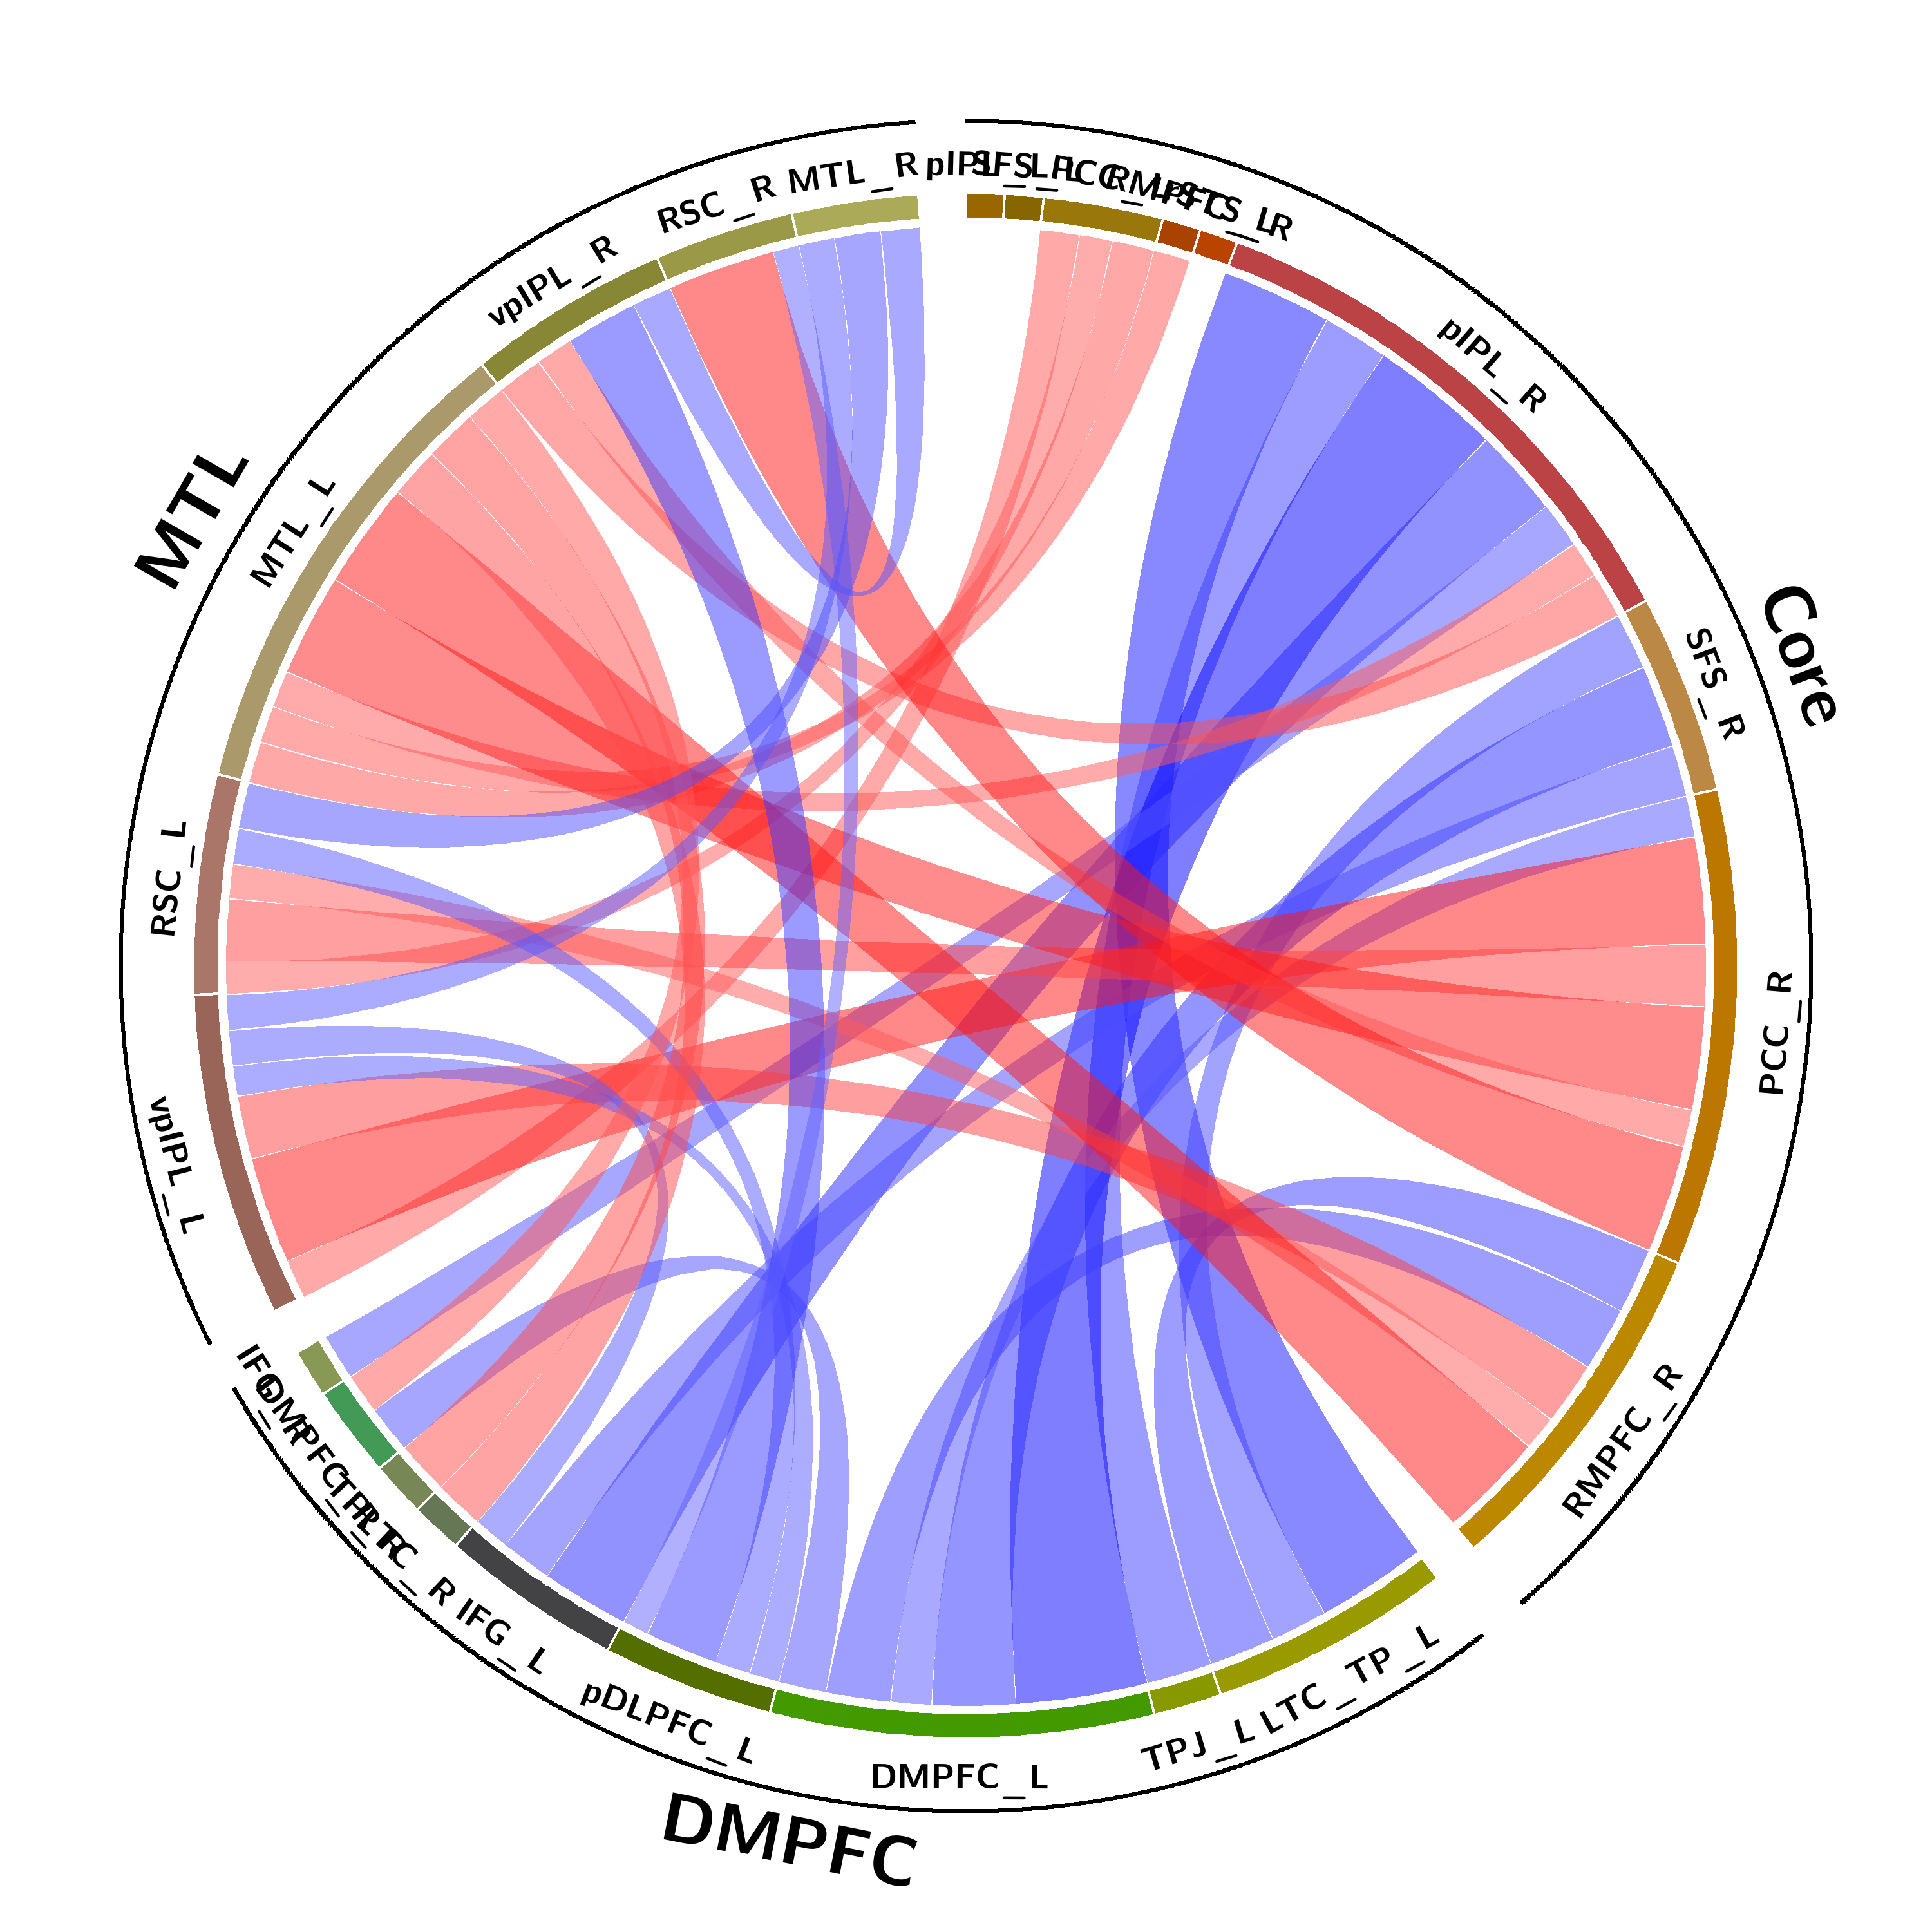 MTL
Core
DMPFC
MTL_R
pIPL_R
SFS_R
PCC_R
RMPFC_R
LTC_TP_L
TPJ_L
DMPFC_L
pDLPFC_L
IFG_L
vpIPL_L
RSC_L
MTL_L
vpIPL_R
RSC_R